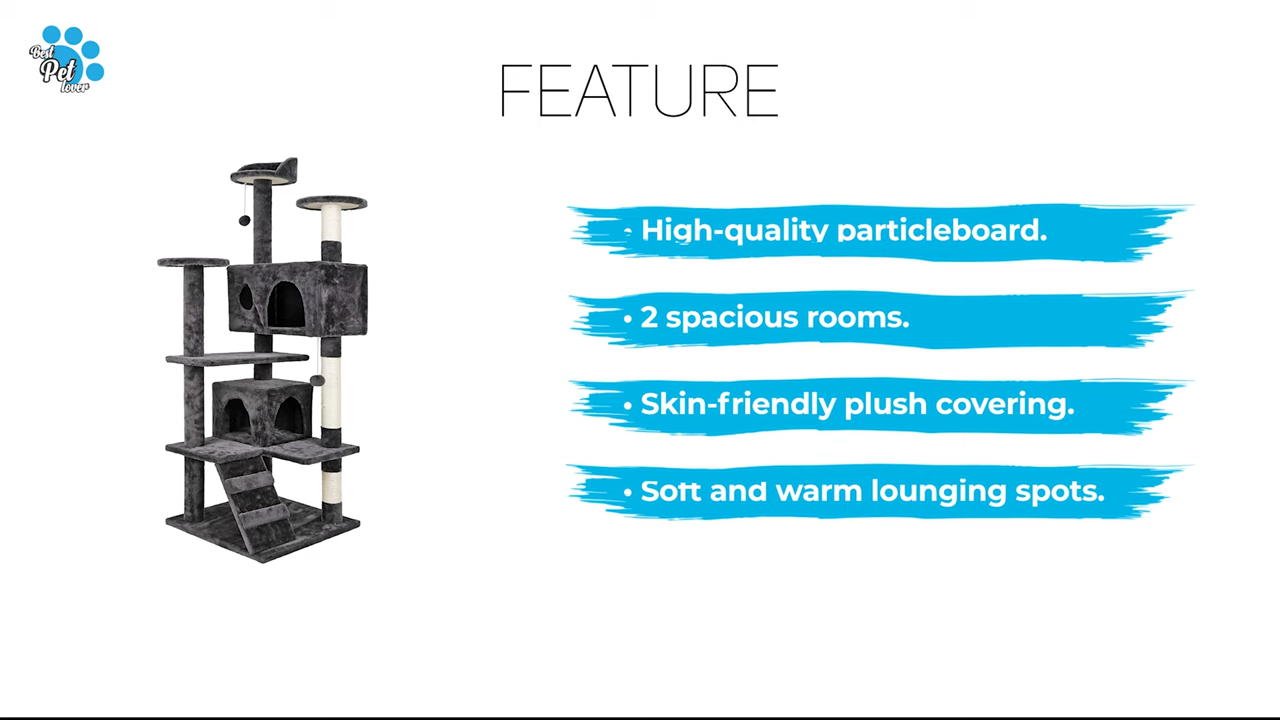 Best
Pet
lover
FEATURE
• High-quality particleboard.
• 2 spacious rooms.
• Skin-friendly plush covering.
• Soft and warm lounging spots.